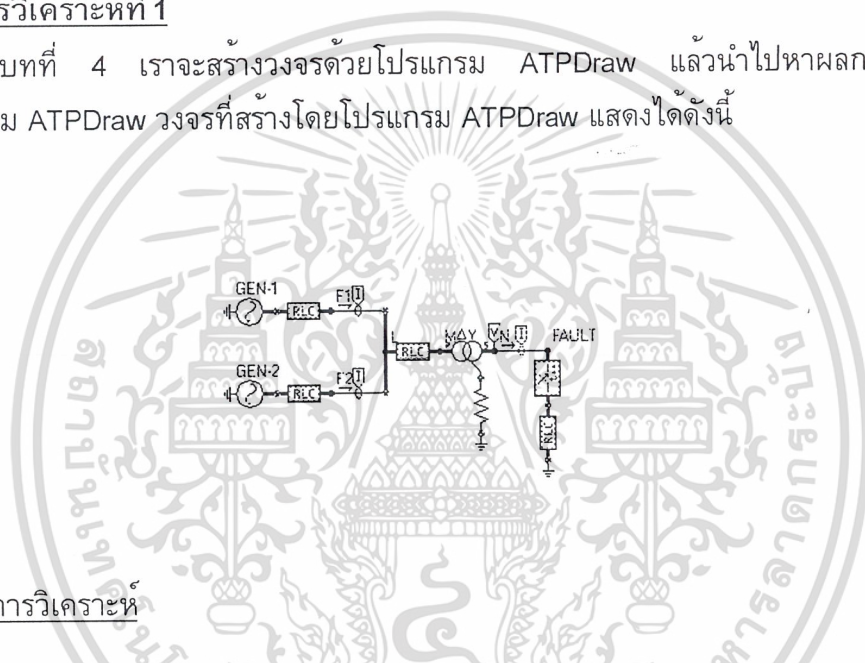 รวิเคราะห์ที่ 1
บทที่ 4 เราจะสร้างวงจรด้วยโปรแกรม ATPDraw แล้วนำไปหาผลก
ม ATPDraw วงจรที่สร้างโดยโปรแกรม ATPDraw แสดงได้ดังนี้
GEN-1
RLC
F1
I
GEN-2
RLC
F2
I
RLC
Y
V
N
I
FAULT
RLC
การวิเคราะห์